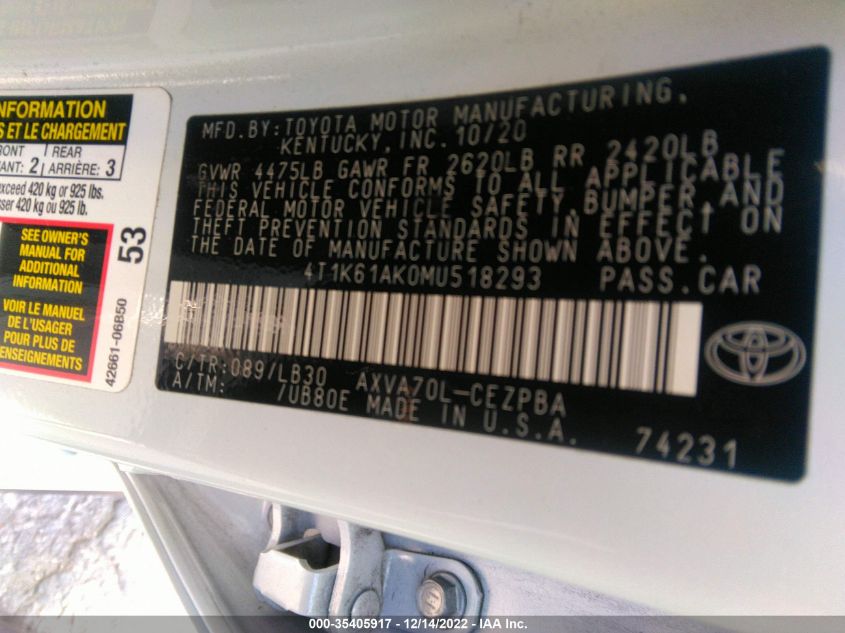 INFORMATION
S ET LE CHARGEMENT
RONT 2 REAR
ANT: 2 ARRIÈRE: 3
exceed 420 kg or 925 lbs.
sser 420 kg ou 925 lb.
SEE OWNER'S
MANUAL FOR
ADDITIONAL
INFORMATION
VOIR LE MANUEL
DE L'USAGER
POUR PLUS DE
RENSEIGNEMENTS
53
42661-06B50
MFD.BY:TOYOTA MOTOR MANUFACTURING,
KENTUCKY,INC.10/20
GVWR 4475LB GAWR FR 2620LB RR 2420LB
THIS VEHICLE CONFORMS TO ALL APPLICABLE
FEDERAL MOTOR VEHICLE SAFETY,BUMPER,AND
THEFT PREVENTION STANDARDS IN EFFECT ON
THE DATE OF MANUFACTURE SHOWN ABOVE.
4T1K61AK0MU518293 PASS.CAR
C/TR:089/LB30 AXVA70L-CEZPBA
A/TM: /UB80E MADE IN U.S.A.
74231
000-35405917 - 12/14/2022 - IAA Inc.